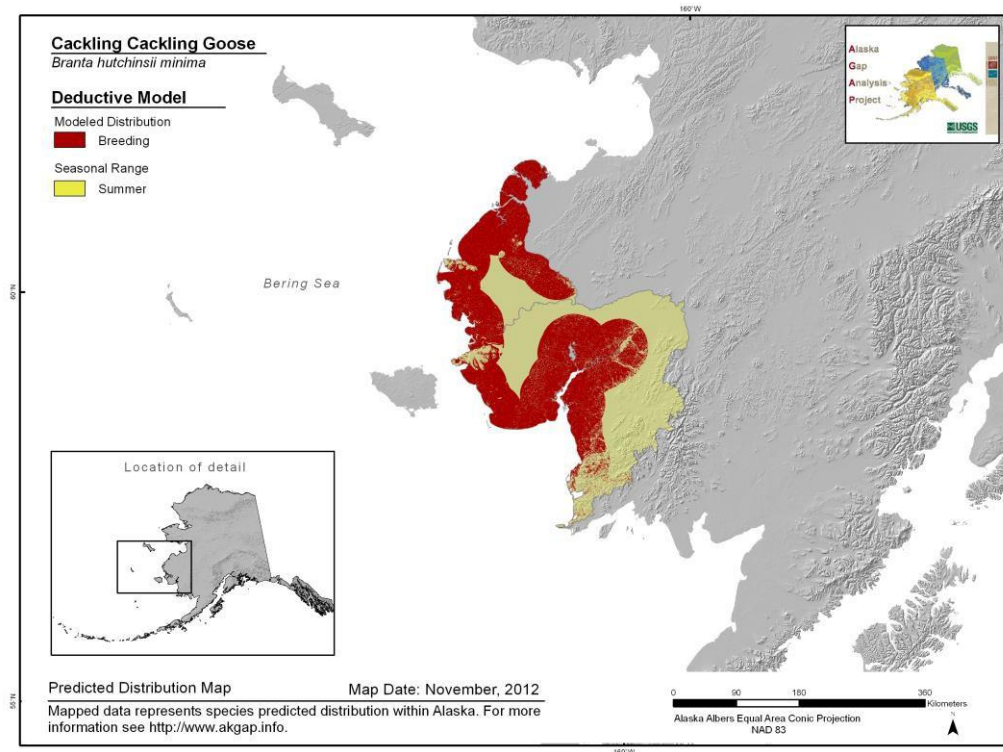 160°W
Cackling Cackling Goose
Branta hutchinsii minima
Deductive Model
Modeled Distribution
Breeding
Seasonal Range
Summer
Alaska
Gap
Analysis
Project
USGS
60°N
Bering Sea
Location of detail
Predicted Distribution Map
Map Date: November, 2012
Mapped data represents species predicted distribution within Alaska. For more
information see http://www.akgap.info.
0 90 180 360
Kilometers
Alaska Albers Equal Area Conic Projection
NAD 83
N
55°N
160°W